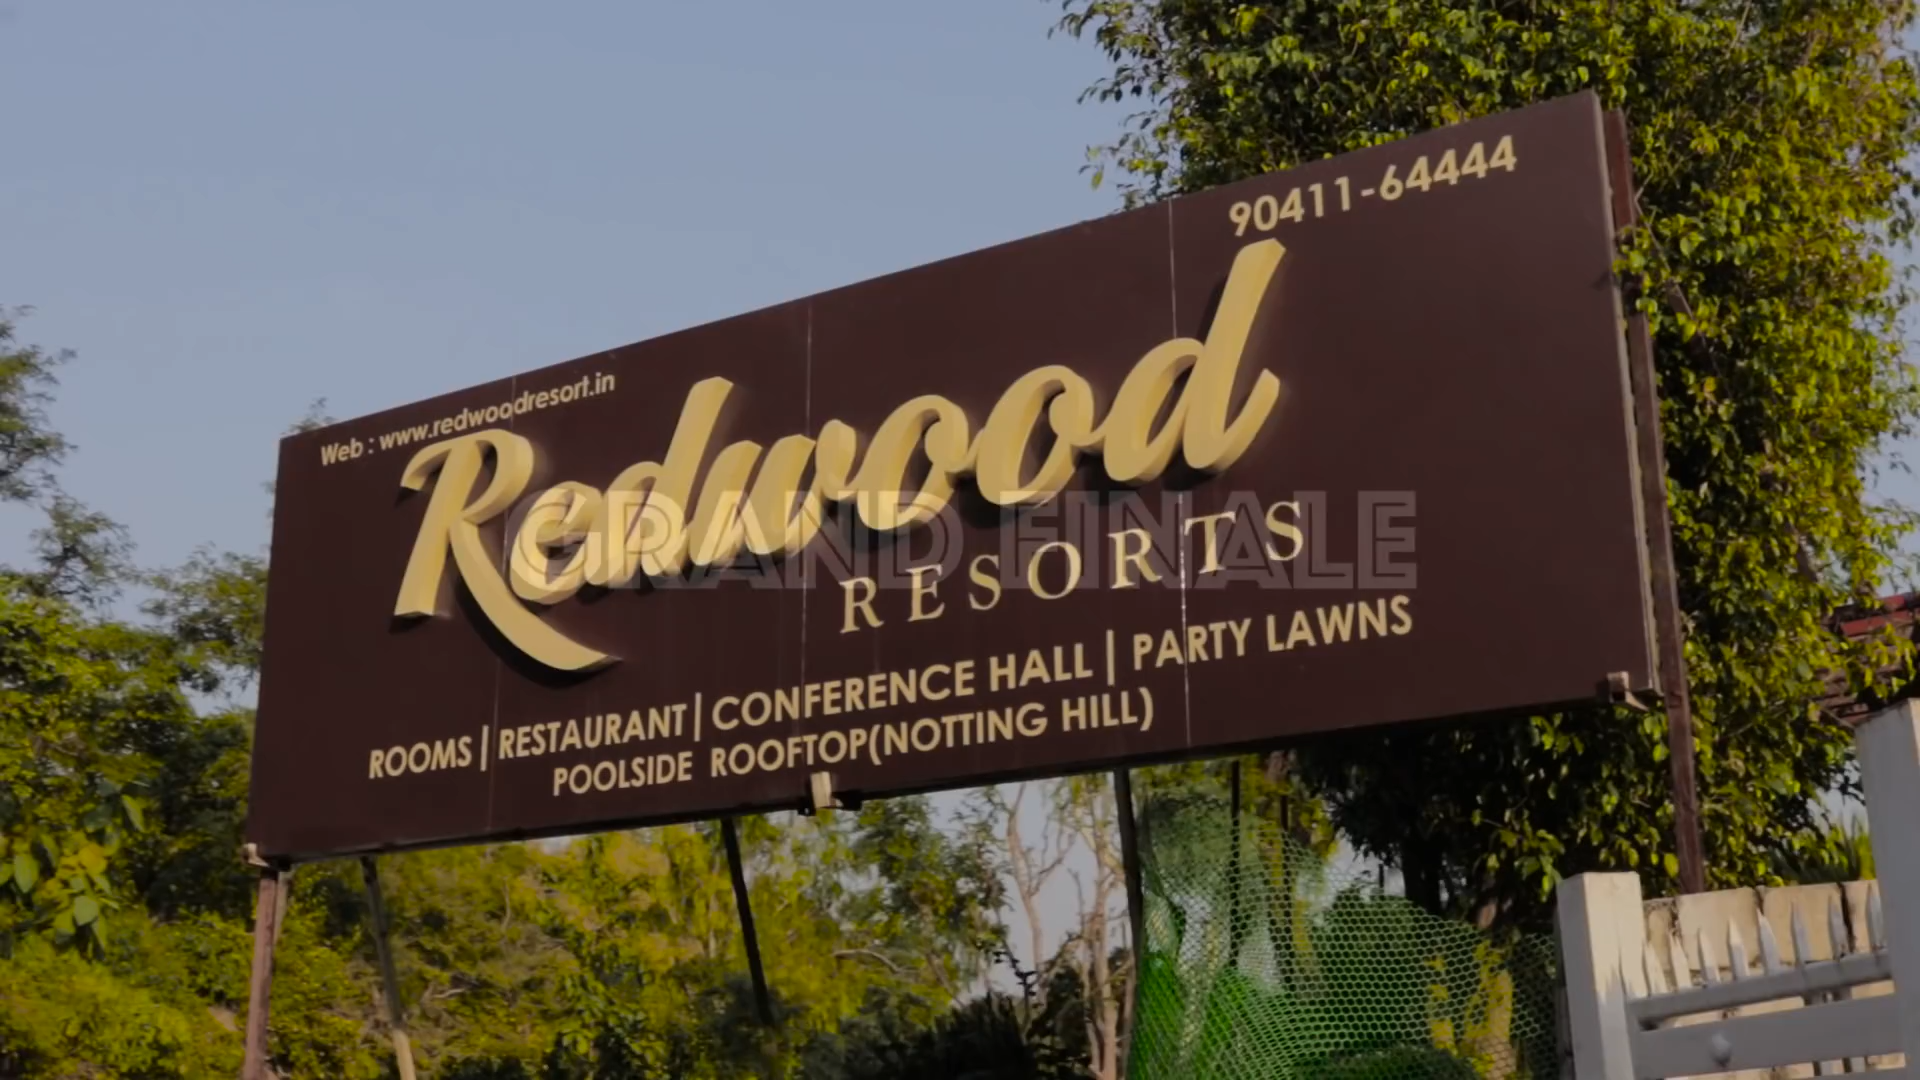 90411-64444
Web : www.redwoodresort.in
Redwood
GRAND FINALE
RESORTS
ROOMS | RESTAURANT | CONFERENCE HALL | PARTY LAWNS
POOLSIDE ROOFTOP(NOTTING HILL)